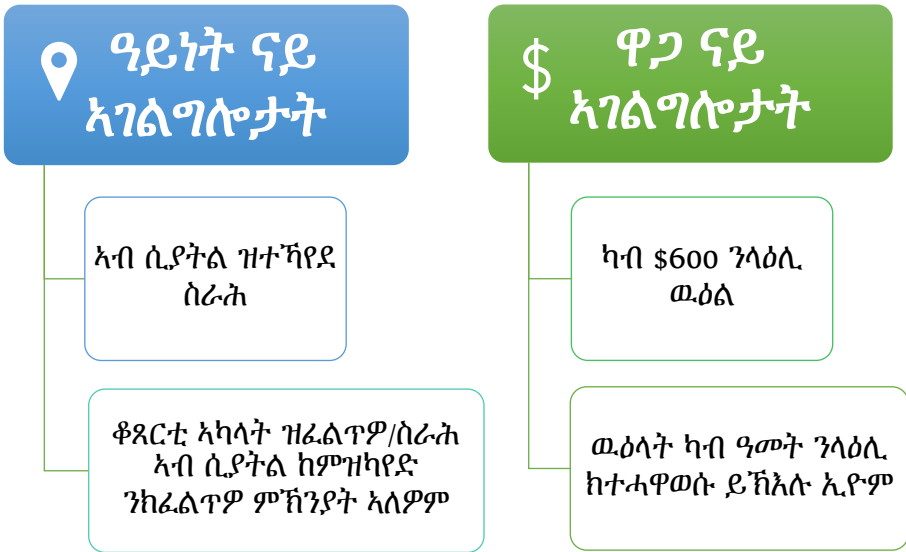 ዓይነት ናይ
ኣገልግሎታት
ኣብ ሲያትል ዝተኻየደ
ስራሕ
ቆጸርቲ ኣካላት ዝፈልጥዎ/ስራሕ
ኣብ ሲያትል ከምዝካየድ
ንክፈልጥዎ ምኽንያት ኣለዎም
$ ዋጋ ናይ
ኣገልግሎታት
ካብ $600 ንላዕሊ
ዉዕል
ዉዕላት ካብ ዓመት ንላዕሊ
ክተሓዋወሱ ይኽእሉ ኢዮም